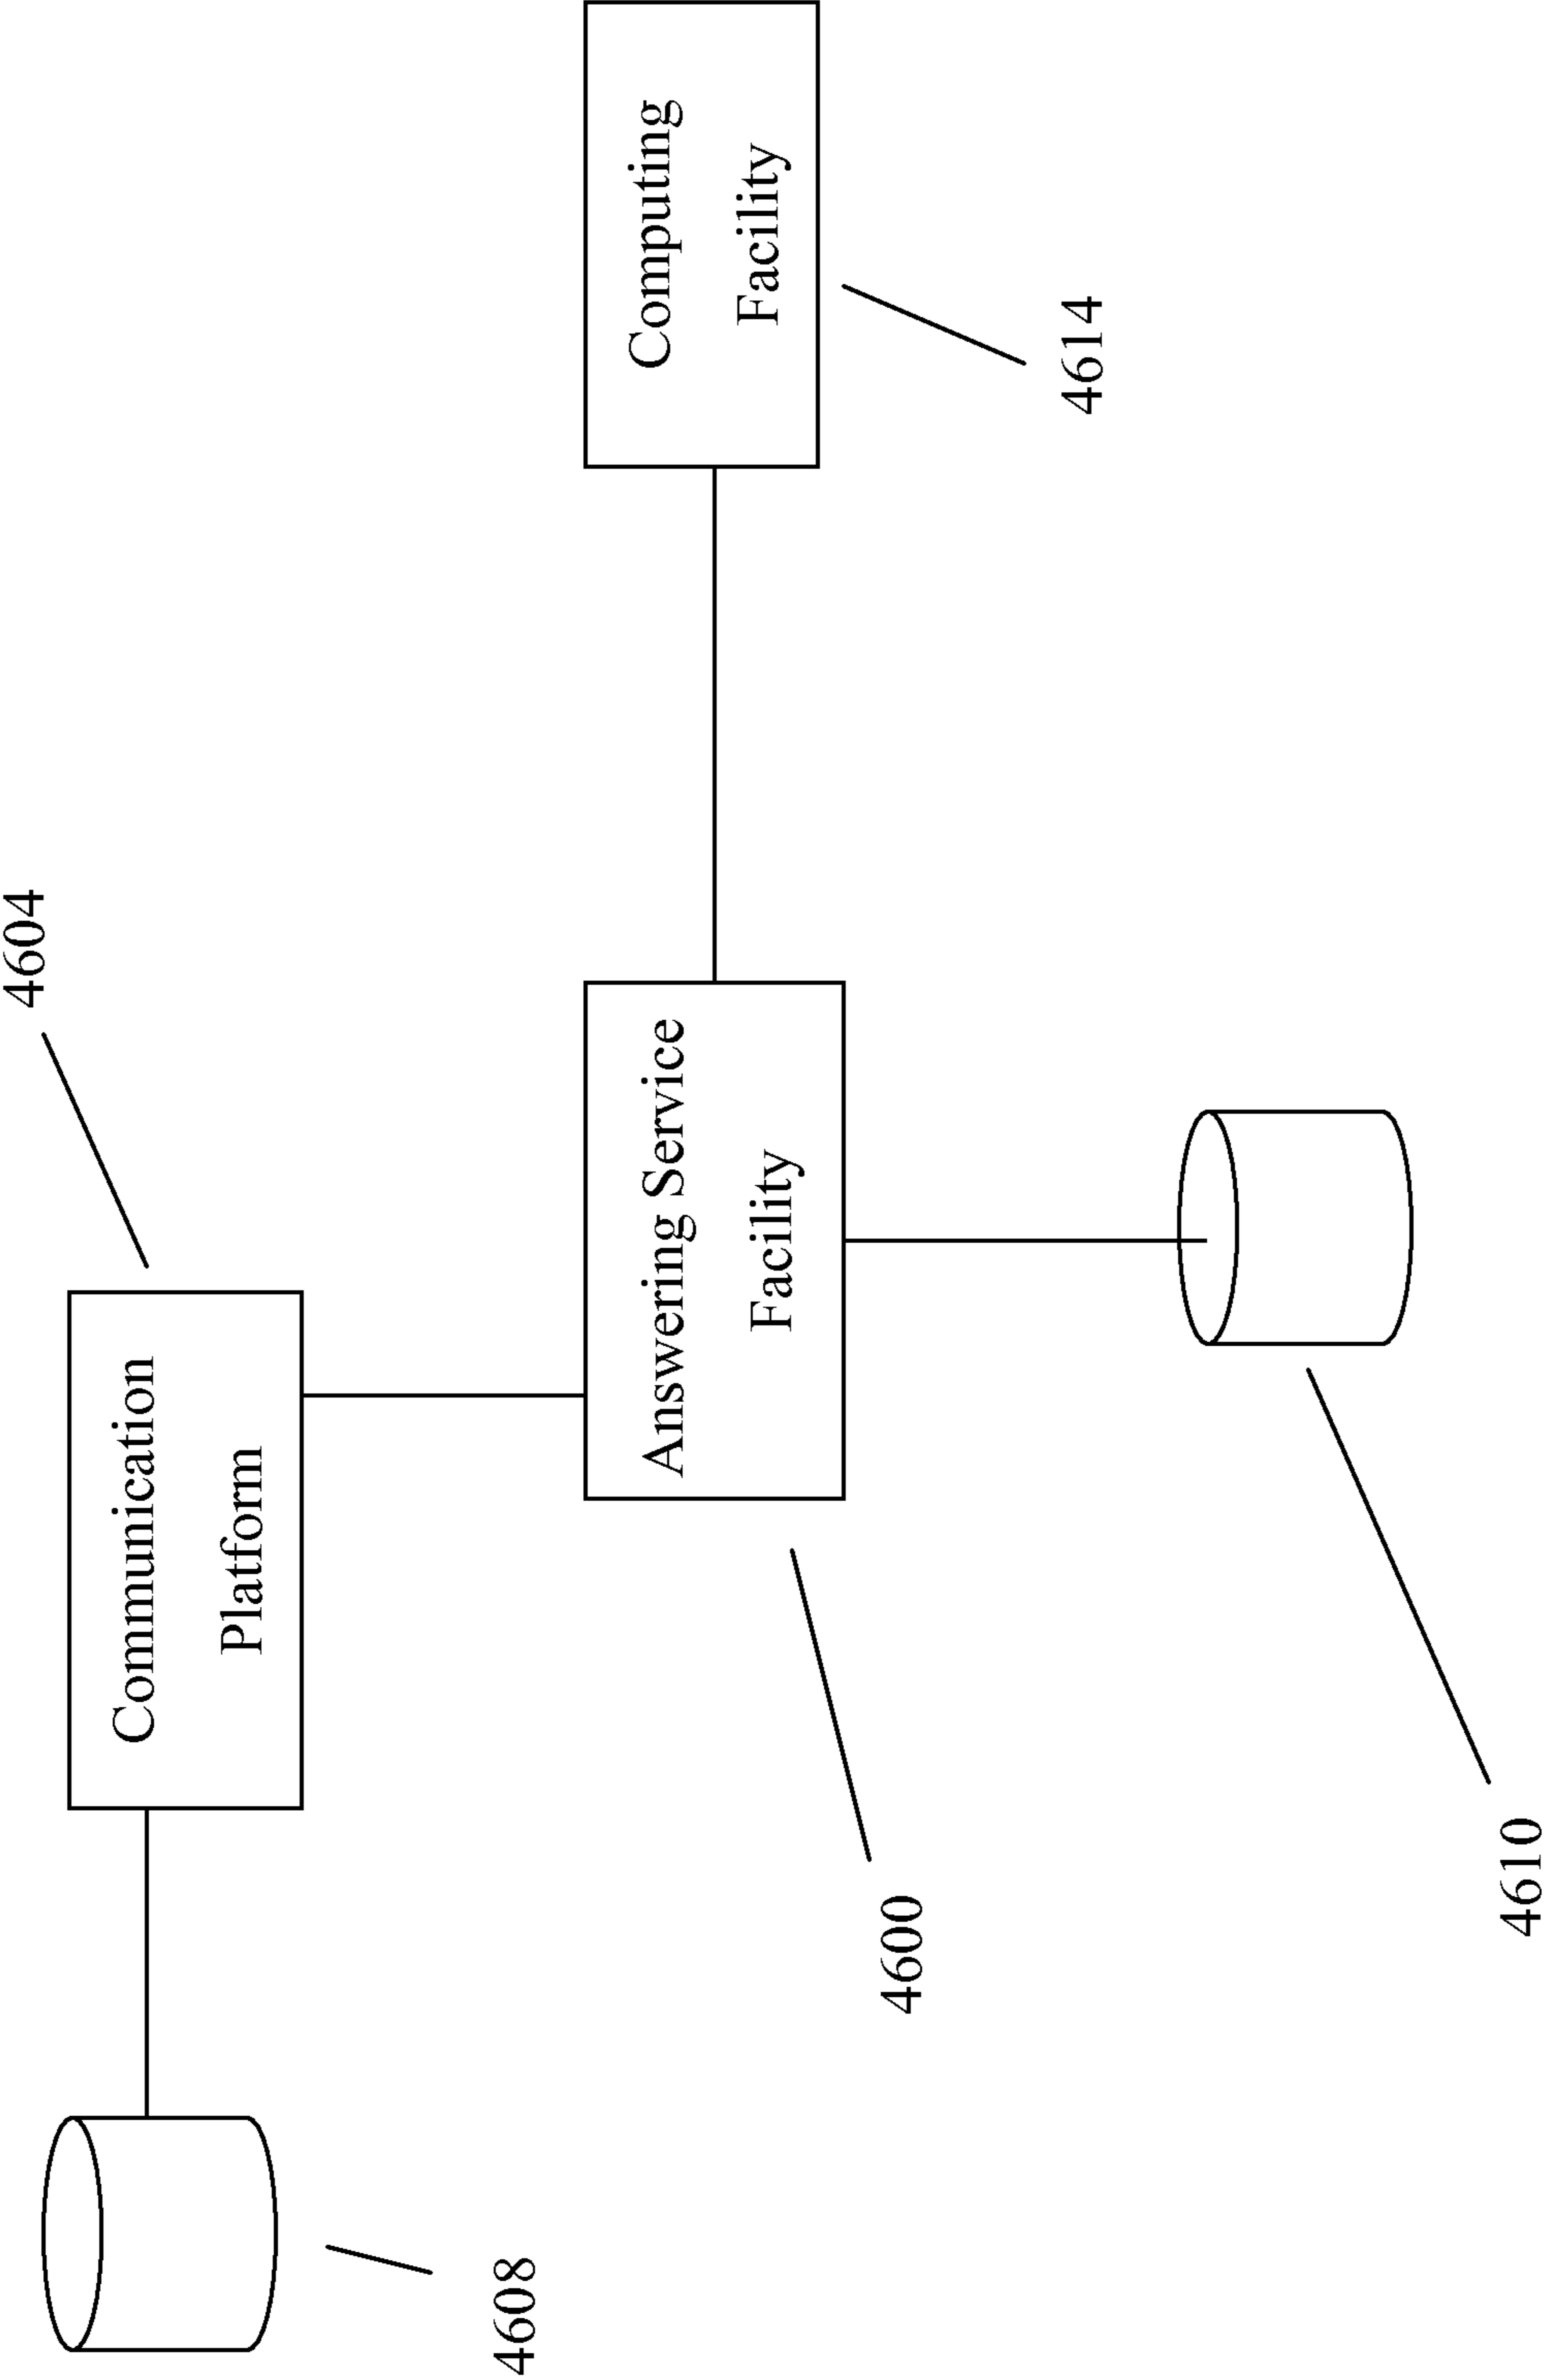 4604
Communication
Platform
4608
Answering Service
Facility
4600
Computing
Facility
4614
4610